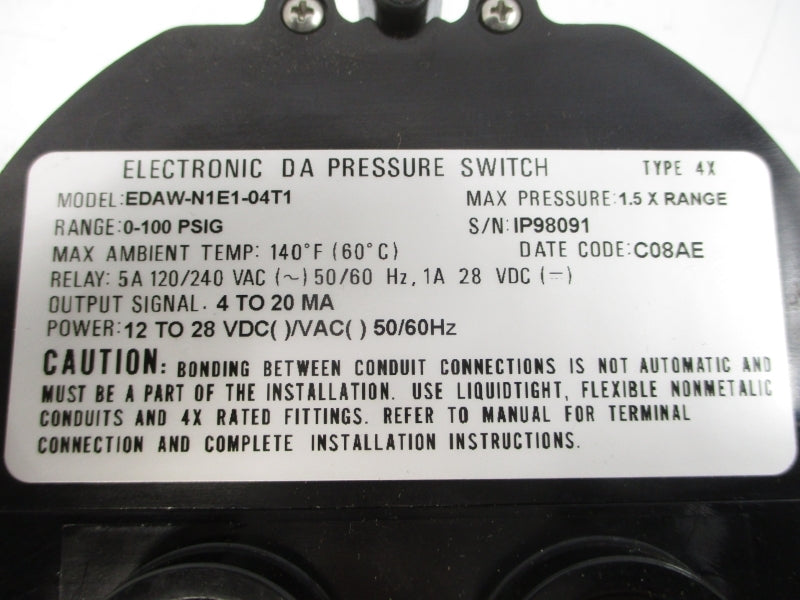 ELECTRONIC DA PRESSURE SWITCH TYPE 4X
MODEL:EDAW-N1E1-04T1 MAX PRESSURE:1.5 X RANGE
RANGE:0-100 PSIG S/N:IP98091
MAX AMBIENT TEMP: 140°F (60°C) DATE CODE:C08AE
RELAY: 5A 120/240 VAC (~) 50/60 Hz, 1A 28 VDC (⎓)
OUTPUT SIGNAL. 4 TO 20 MA
POWER:12 TO 28 VDC( )/VAC( ) 50/60Hz
CAUTION: BONDING BETWEEN CONDUIT CONNECTIONS IS NOT AUTOMATIC AND
MUST BE A PART OF THE INSTALLATION. USE LIQUIDTIGHT, FLEXIBLE NONMETALIC
CONDUITS AND 4X RATED FITTINGS. REFER TO MANUAL FOR TERMINAL
CONNECTION AND COMPLETE INSTALLATION INSTRUCTIONS.